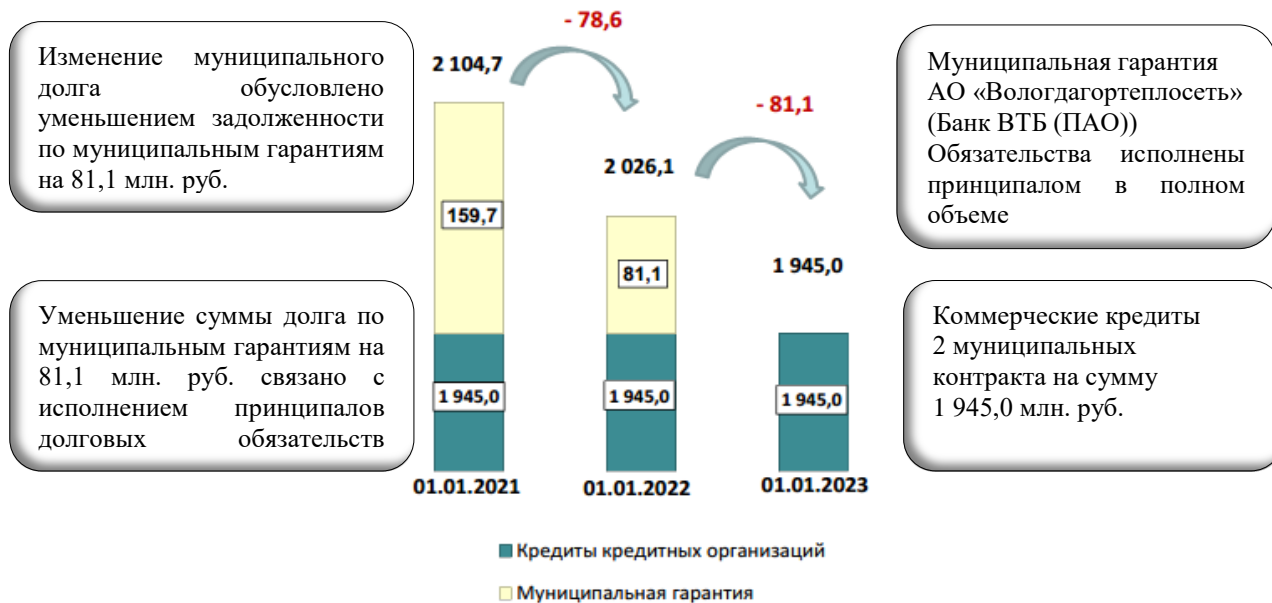 Изменение муниципального
долга обусловлено
уменьшением задолженности
по муниципальным гарантиям
на 81,1 млн. руб.
Уменьшение суммы долга по
муниципальным гарантиям на
81,1 млн. руб. связано с
исполнением принципалов
долговых обязательств
- 78,6
2 104,7
- 81,1
2 026,1
159,7
1 945,0
81,1
1 945,0
1 945,0
1 945,0
01.01.2021
01.01.2022
01.01.2023
Кредиты кредитных организаций
Муниципальная гарантия
Муниципальная гарантия
АО «Вологдагортеплосеть»
(Банк ВТБ (ПАО))
Обязательства исполнены
принципалом в полном
объеме
Коммерческие кредиты
2 муниципальных
контракта на сумму
1 945,0 млн. руб.